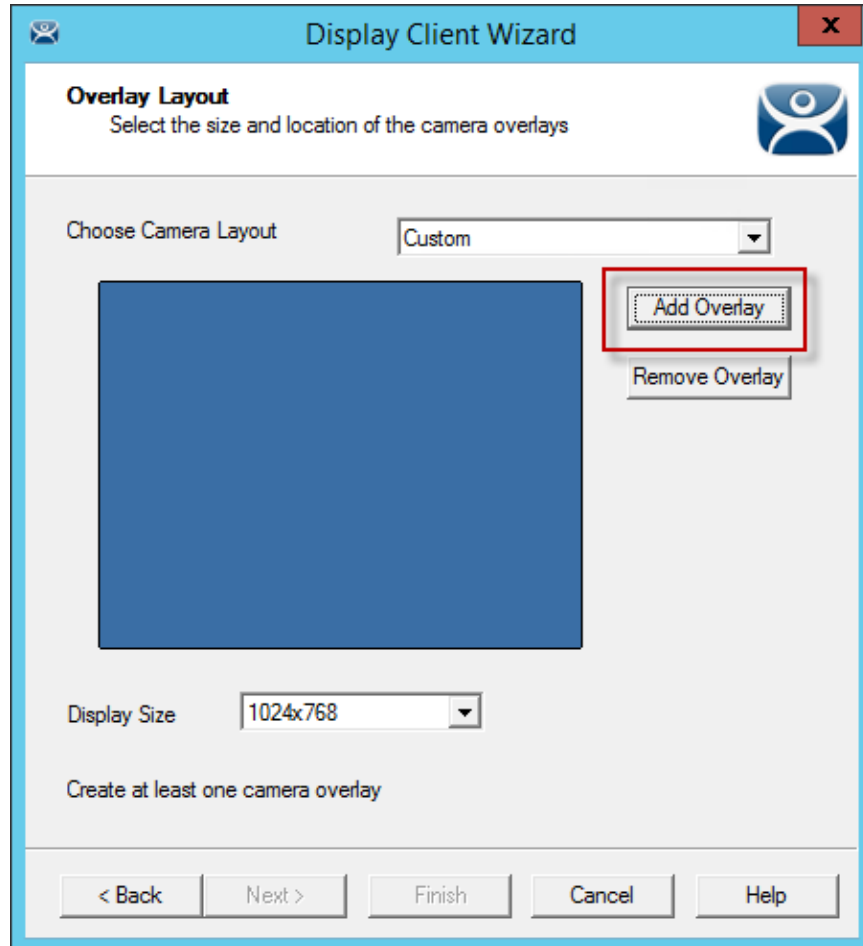 Display Client Wizard
x
Overlay Layout
Select the size and location of the camera overlays
Choose Camera Layout
Custom
Add Overlay
Remove Overlay
Display Size
1024x768
Create at least one camera overlay
< Back
Next >
Finish
Cancel
Help